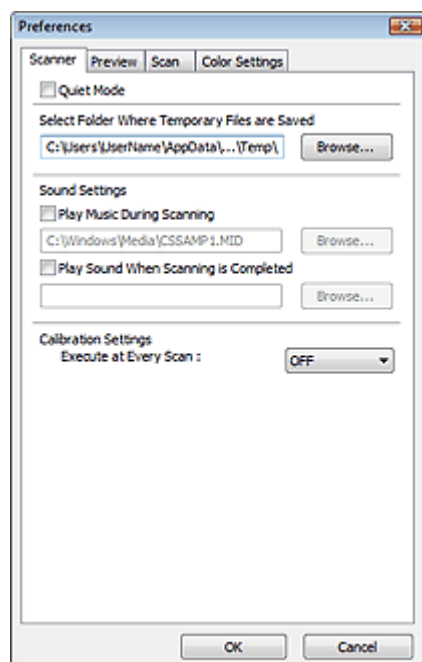 Preferences
Scanner Preview Scan Color Settings
Quiet Mode
Select Folder Where Temporary Files are Saved
C:\Users\UserName\AppData\...\Temp\ Browse...
Sound Settings
Play Music During Scanning
C:\Windows\Media\CSSAMP1.MID Browse...
Play Sound When Scanning is Completed
Browse...
Calibration Settings
Execute at Every Scan : OFF
OK Cancel